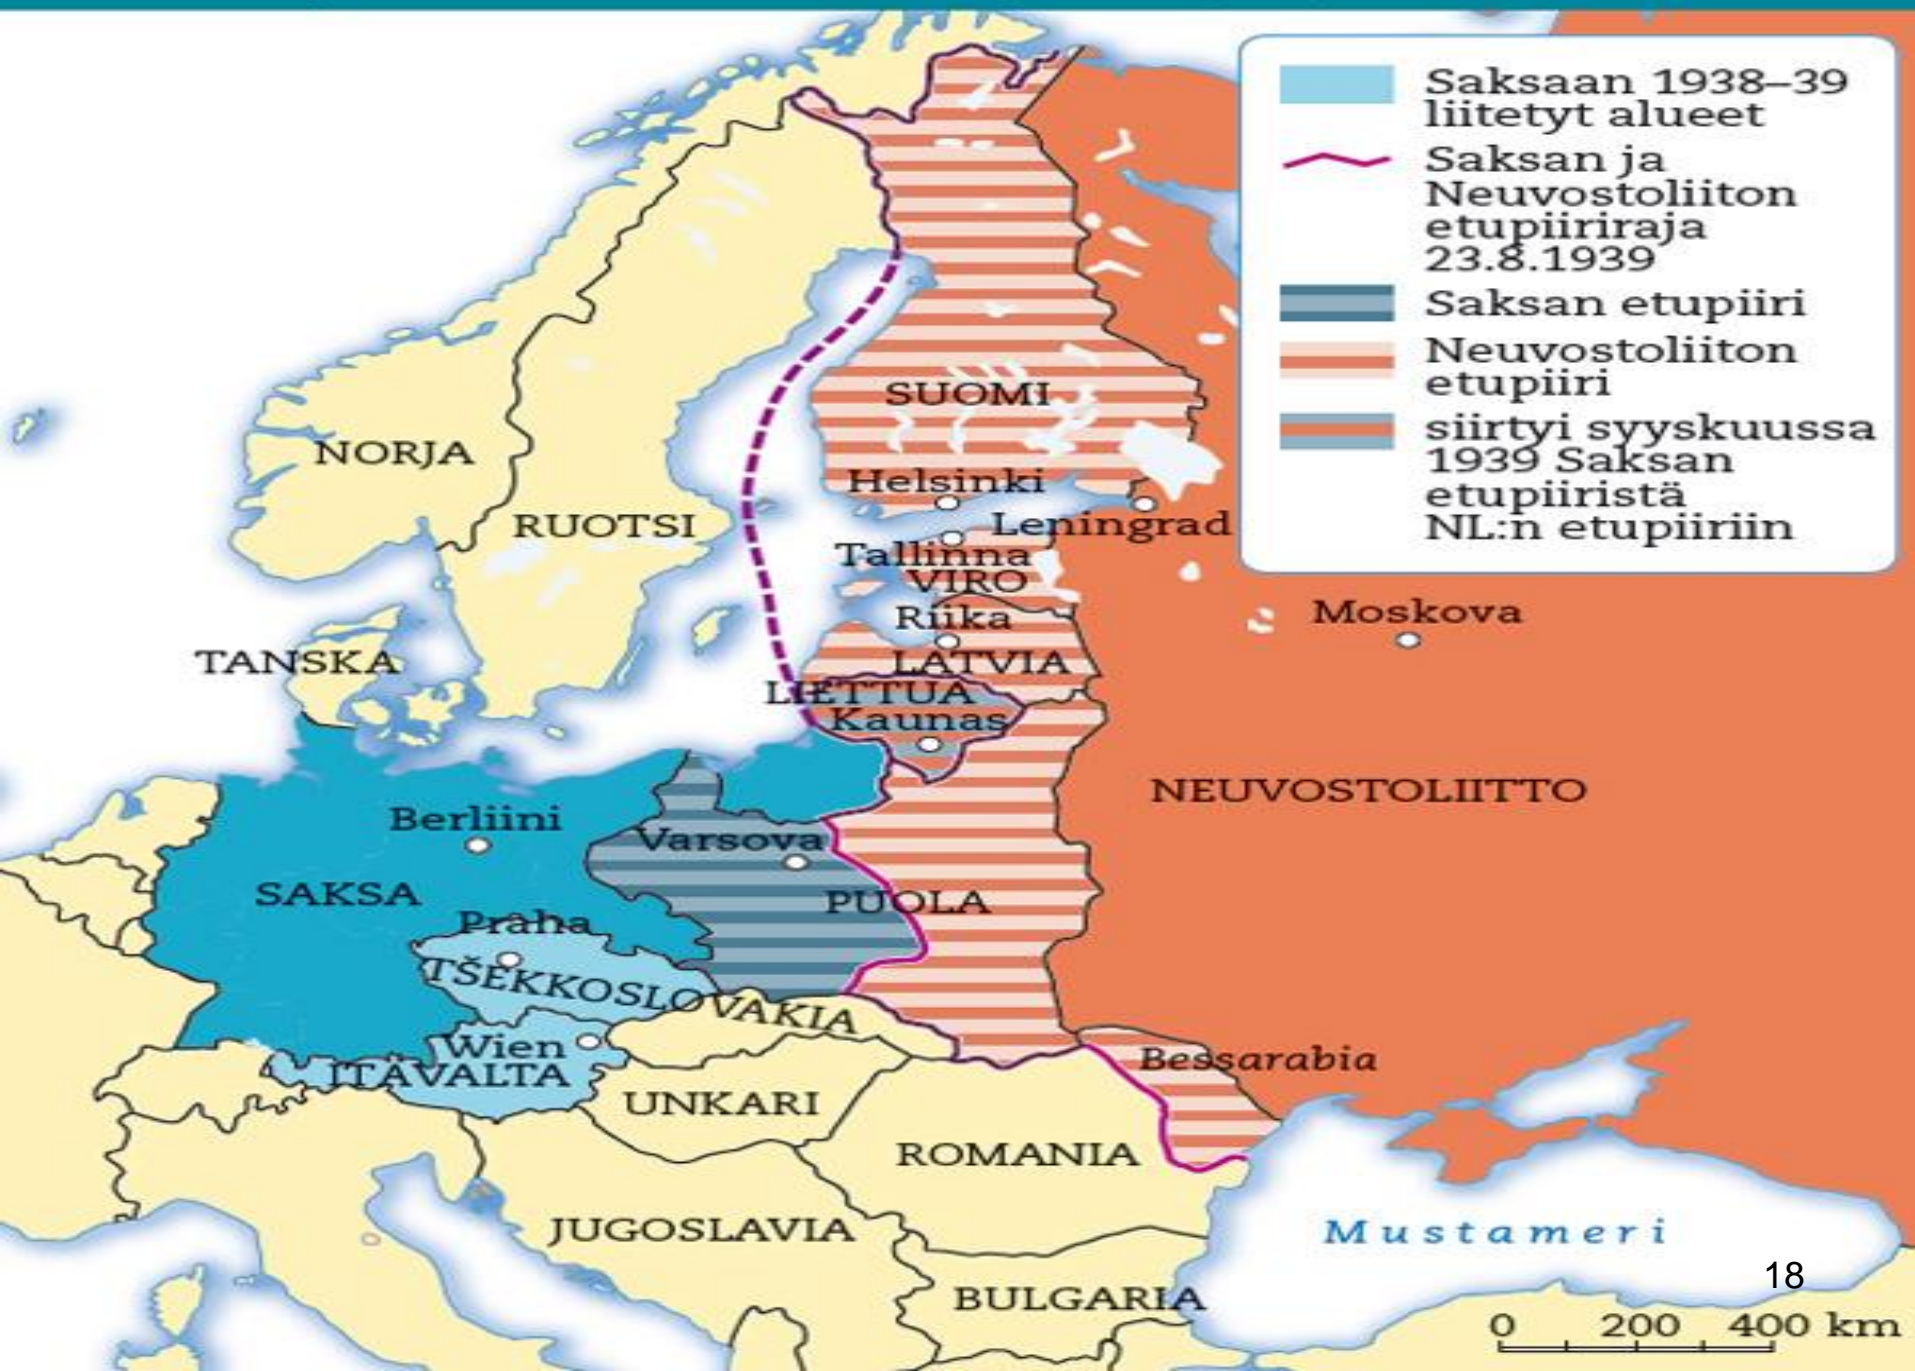 Saksaan 1938–39
liitetyt alueet
Saksan ja
Neuvostoliiton
etupiiriraja
23.8.1939
Saksan etupiiri
Neuvostoliiton
etupiiri
siirtyi syyskuussa
1939 Saksan
etupiiristä
NL:n etupiiriin
SUOMI
NORJA
Helsinki
RUOTSI
Leningrad
Tallinna
VIRO
Riika
Moskova
TANSKA
LATVIA
LIETTUA
Kaunas
NEUVOSTOLIITTO
Berliini
Varsova
SAKSA
PUOLA
Praha
TŠEKKOSLOVAKIA
Wien
ITÄVALTA
Bessarabia
UNKARI
ROMANIA
JUGOSLAVIA
Mustameri
18
BULGARIA
0 200 400 km